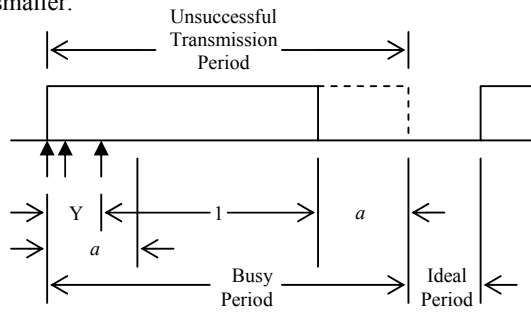 smaller.
Unsuccessful
Transmission
Period
Y
1
a
a
Busy
Period
Ideal
Period